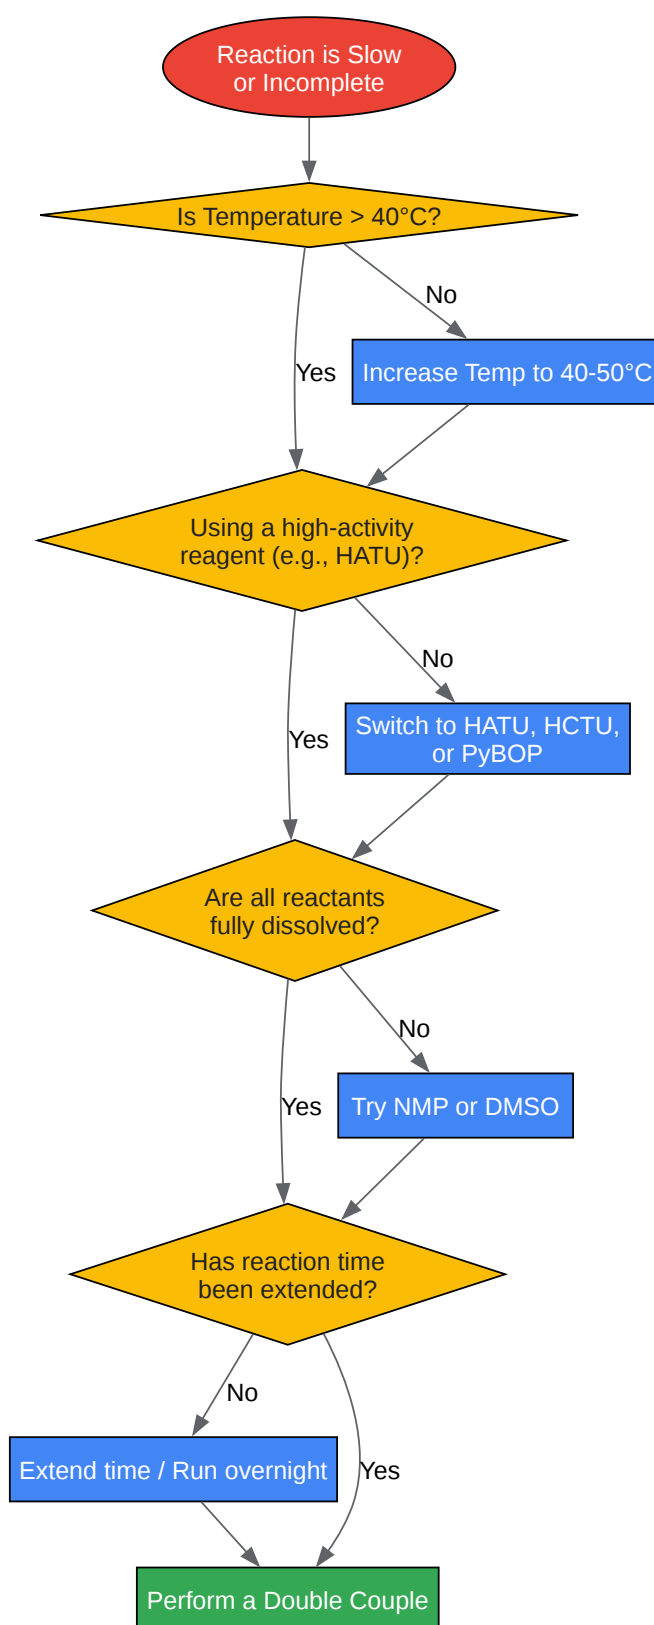 Reaction is Slow
or Incomplete
Is Temperature > 40°C?
No
Yes
Increase Temp to 40-50°C
Using a high-activity
reagent (e.g., HATU)?
No
Yes
Switch to HATU, HCTU,
or PyBOP
Are all reactants
fully dissolved?
No
Yes
Try NMP or DMSO
Has reaction time
been extended?
No
Extend time / Run overnight
Yes
Perform a Double Couple